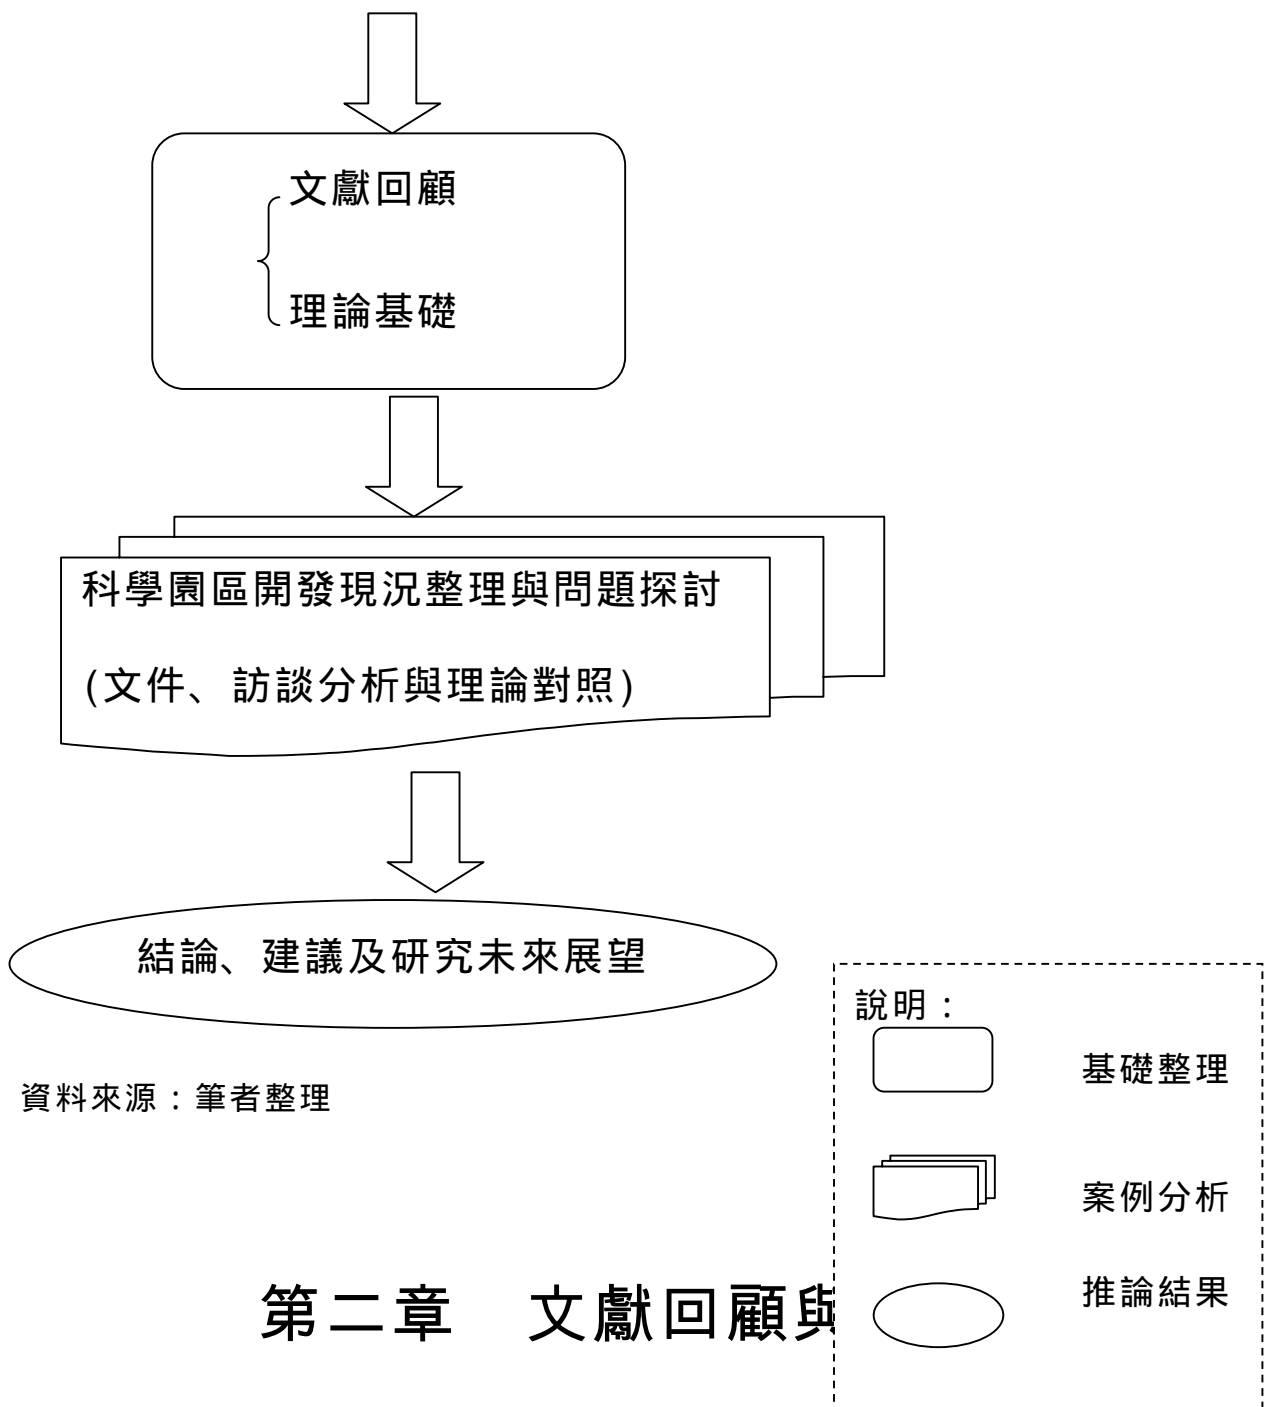 文獻回顧
理論基礎
科學園區開發現況整理與問題探討
(文件、訪談分析與理論對照)
結論、建議及研究未來展望
說明：
基礎整理
案例分析
推論結果
資料來源：筆者整理
第二章　文獻回顧與